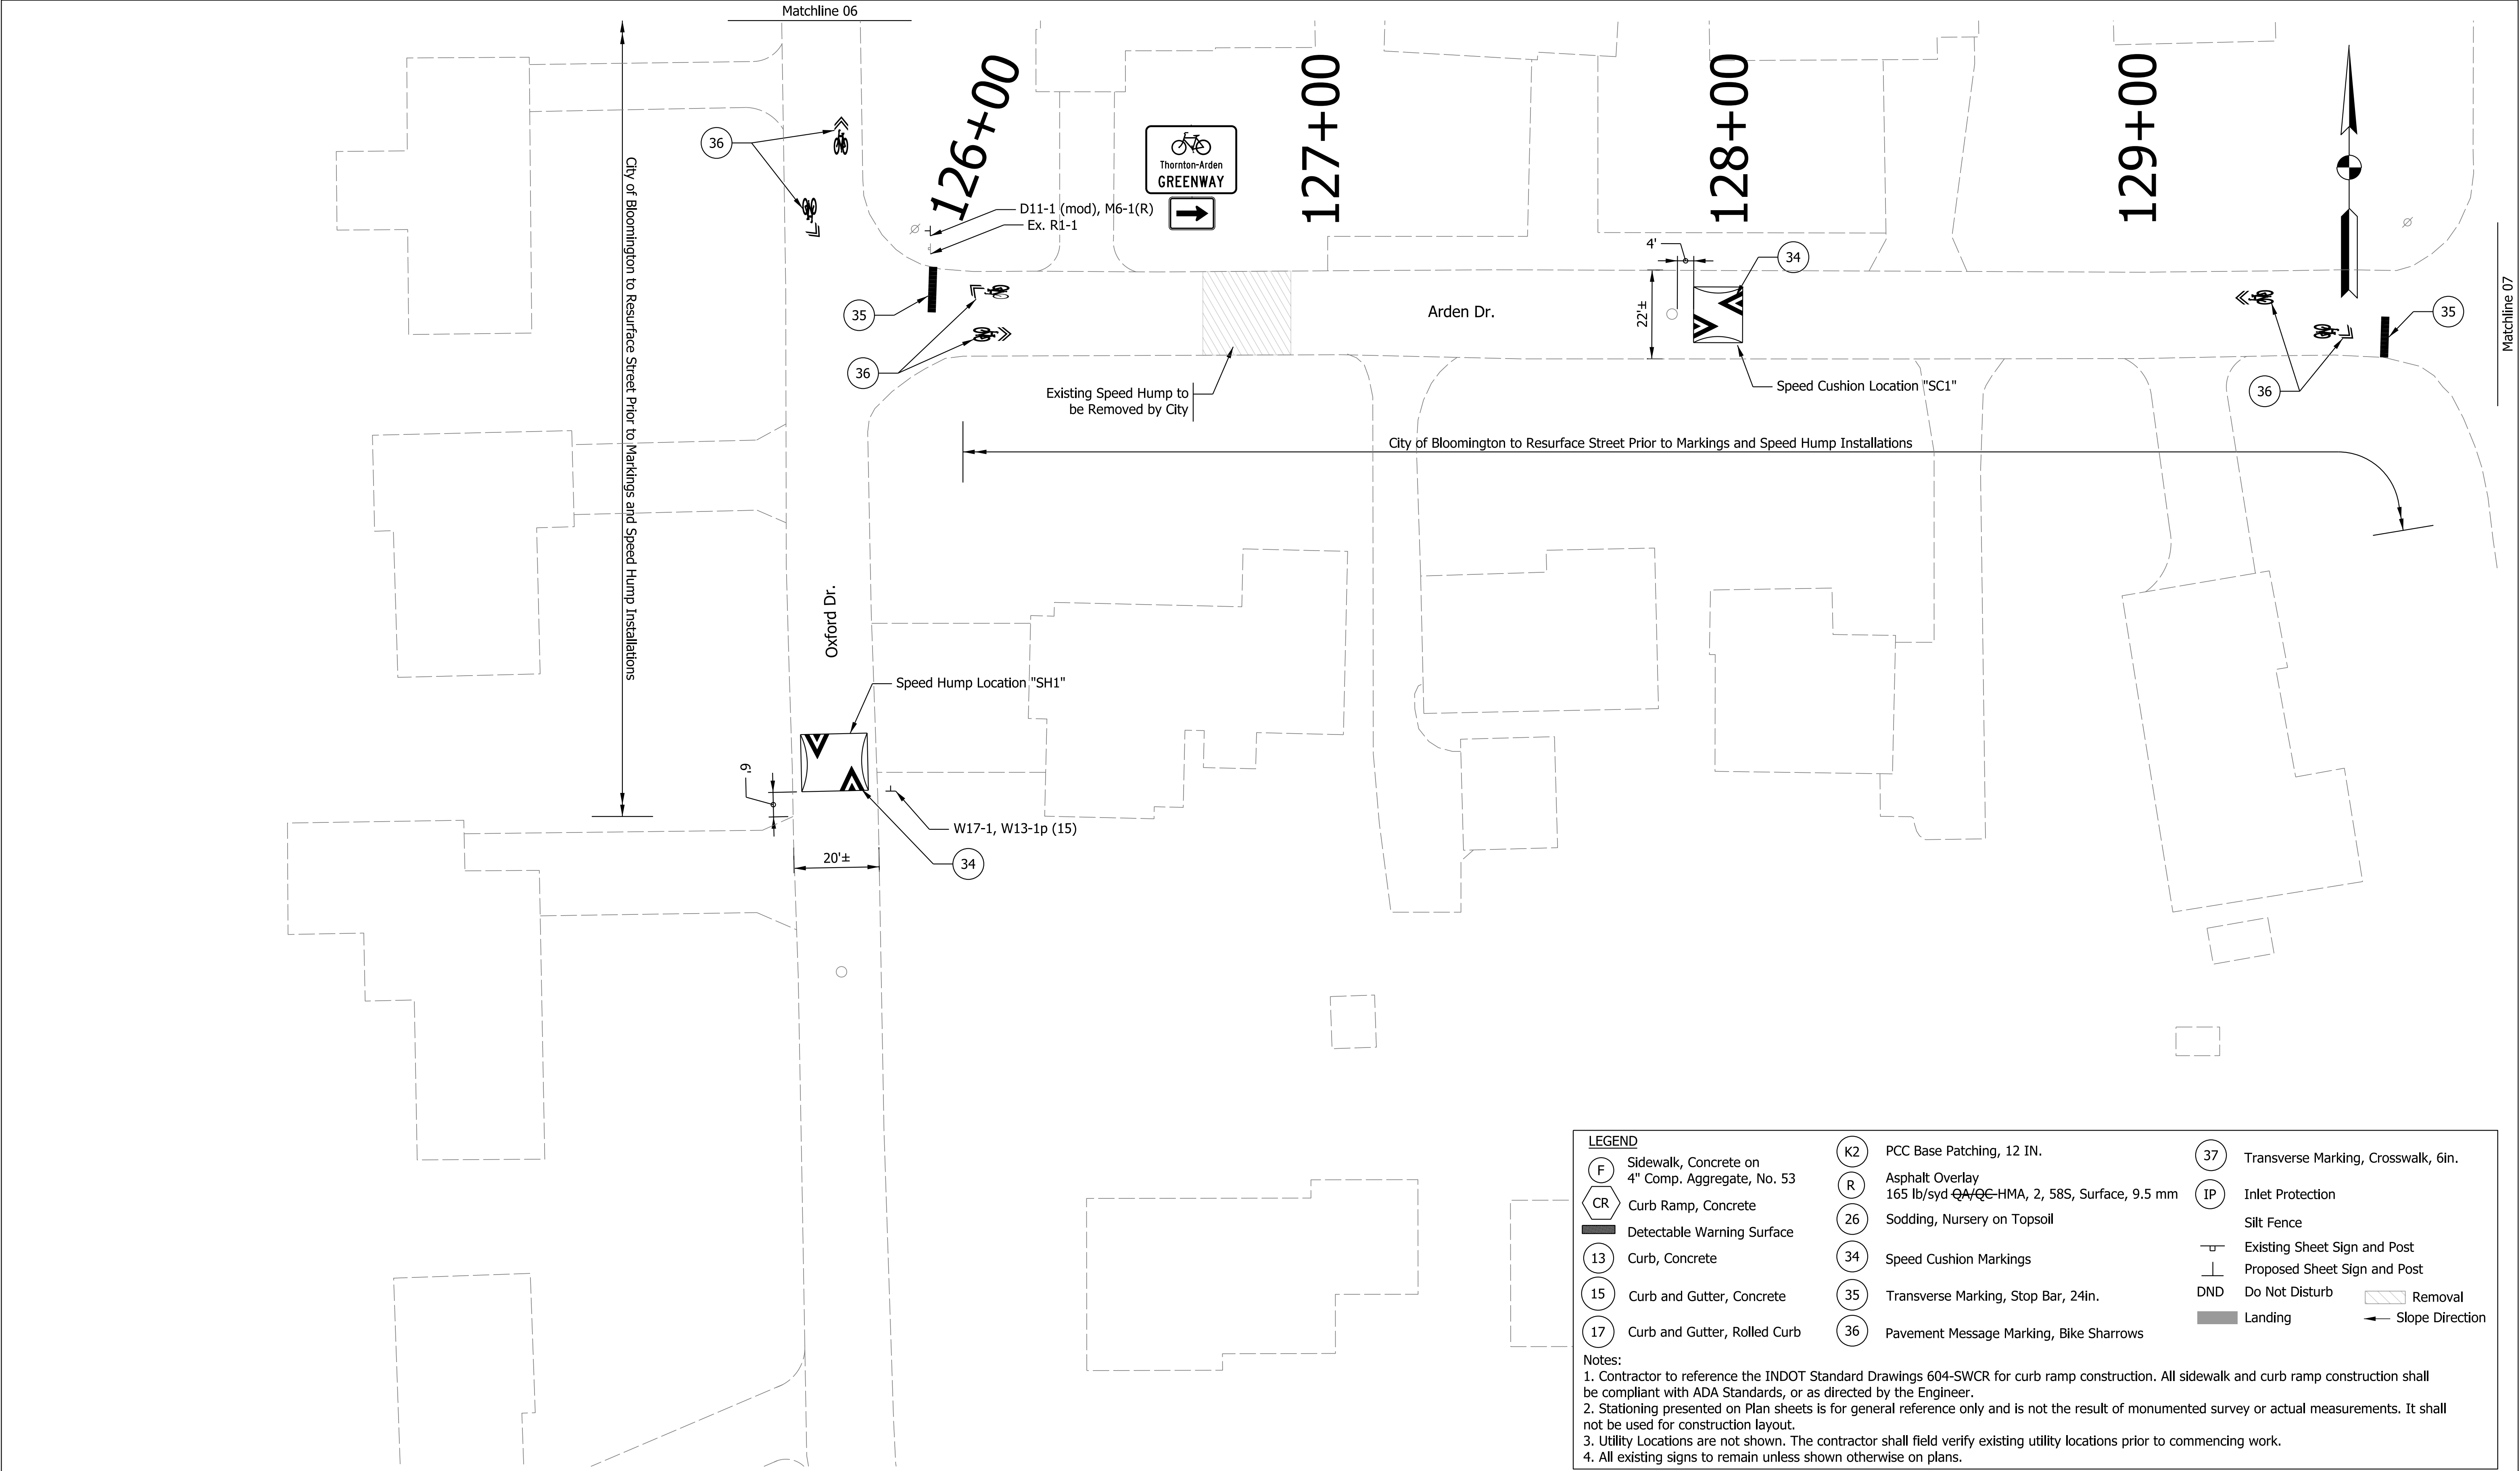 Matchline 06
City of Bloomington to Resurface Street Prior to Markings and Speed Hump Installations
36
126+00
127+00
128+00
129+00
Thornton-Arden
GREENWAY
D11-1 (mod), M6-1(R)
Ex. R1-1
35
36
Existing Speed Hump to
be Removed by City
Arden Dr.
4'
34
22'±
Speed Cushion Location "SC1"
35
36
Matchline 07
City of Bloomington to Resurface Street Prior to Markings and Speed Hump Installations
Oxford Dr.
Speed Hump Location "SH1"
6'
W17-1, W13-1p (15)
20'±
34
LEGEND
F Sidewalk, Concrete on
4" Comp. Aggregate, No. 53
CR Curb Ramp, Concrete
Detectable Warning Surface
13 Curb, Concrete
15 Curb and Gutter, Concrete
17 Curb and Gutter, Rolled Curb
K2 PCC Base Patching, 12 IN.
R Asphalt Overlay
165 lb/syd QA/QC-HMA, 2, 58S, Surface, 9.5 mm
26 Sodding, Nursery on Topsoil
34 Speed Cushion Markings
35 Transverse Marking, Stop Bar, 24in.
36 Pavement Message Marking, Bike Sharrows
37 Transverse Marking, Crosswalk, 6in.
IP Inlet Protection
Silt Fence
Existing Sheet Sign and Post
Proposed Sheet Sign and Post
DND Do Not Disturb
Removal
Landing
Slope Direction
Notes:
1. Contractor to reference the INDOT Standard Drawings 604-SWCR for curb ramp construction. All sidewalk and curb ramp construction shall
be compliant with ADA Standards, or as directed by the Engineer.
2. Stationing presented on Plan sheets is for general reference only and is not the result of monumented survey or actual measurements. It shall
not be used for construction layout.
3. Utility Locations are not shown. The contractor shall field verify existing utility locations prior to commencing work.
4. All existing signs to remain unless shown otherwise on plans.